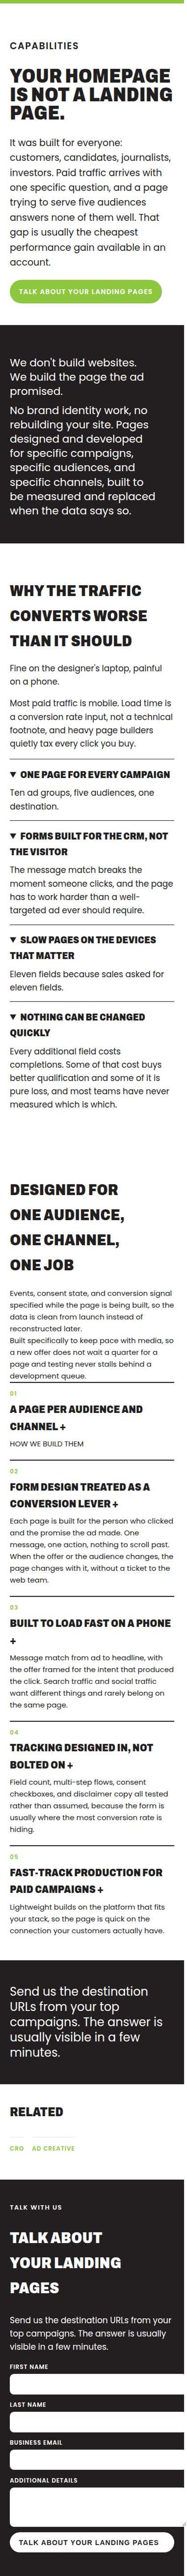 CAPABILITIES
YOUR HOMEPAGE
IS NOT A LANDING
PAGE.
It was built for everyone:
customers, candidates, journalists,
investors. Paid traffic arrives with
one specific question, and a page
trying to serve five audiences
answers none of them well. That
gap is usually the cheapest
performance gain available in an
account.
TALK ABOUT YOUR LANDING PAGES
We don't build websites.
We build the page the ad
promised.
No brand identity work, no
rebuilding your site. Pages
designed and developed
for specific campaigns,
specific audiences, and
specific channels, built to
be measured and replaced
when the data says so.
WHY THE TRAFFIC
CONVERTS WORSE
THAN IT SHOULD
Fine on the designer's laptop, painful
on a phone.
Most paid traffic is mobile. Load time is
a conversion rate input, not a technical
footnote, and heavy page builders
quietly tax every click you buy.
▼ ONE PAGE FOR EVERY CAMPAIGN
Ten ad groups, five audiences, one
destination.
▼ FORMS BUILT FOR THE CRM, NOT
THE VISITOR
The message match breaks the
moment someone clicks, and the page
has to work harder than a well-
targeted ad ever should require.
▼ SLOW PAGES ON THE DEVICES
THAT MATTER
Eleven fields because sales asked for
eleven fields.
▼ NOTHING CAN BE CHANGED
QUICKLY
Every additional field costs
completions. Some of that cost buys
better qualification and some of it is
pure loss, and most teams have never
measured which is which.
DESIGNED FOR
ONE AUDIENCE,
ONE CHANNEL,
ONE JOB
Events, consent state, and conversion signal
specified while the page is being built, so the
data is clean from launch instead of
reconstructed later.
Built specifically to keep pace with media, so
a new offer does not wait a quarter for a
page and testing never stalls behind a
development queue.
01
A PAGE PER AUDIENCE AND
CHANNEL +
HOW WE BUILD THEM
02
FORM DESIGN TREATED AS A
CONVERSION LEVER +
Each page is built for the person who clicked
and the promise the ad made. One
message, one action, nothing to scroll past.
When the offer or the audience changes, the
page changes with it, without a ticket to the
web team.
03
BUILT TO LOAD FAST ON A PHONE
+
Message match from ad to headline, with
the offer framed for the intent that produced
the click. Search traffic and social traffic
want different things and rarely belong on
the same page.
04
TRACKING DESIGNED IN, NOT
BOLTED ON +
Field count, multi-step flows, consent
checkboxes, and disclaimer copy all tested
rather than assumed, because the form is
usually where the most conversion rate is
hiding.
05
FAST-TRACK PRODUCTION FOR
PAID CAMPAIGNS +
Lightweight builds on the platform that fits
your stack, so the page is quick on the
connection your customers actually have.
Send us the destination
URLs from your top
campaigns. The answer is
usually visible in a few
minutes.
RELATED
CRO AD CREATIVE
TALK WITH US
TALK ABOUT
YOUR LANDING
PAGES
Send us the destination URLs from your
top campaigns. The answer is usually
visible in a few minutes.
FIRST NAME
LAST NAME
BUSINESS EMAIL
ADDITIONAL DETAILS
TALK ABOUT YOUR LANDING PAGES